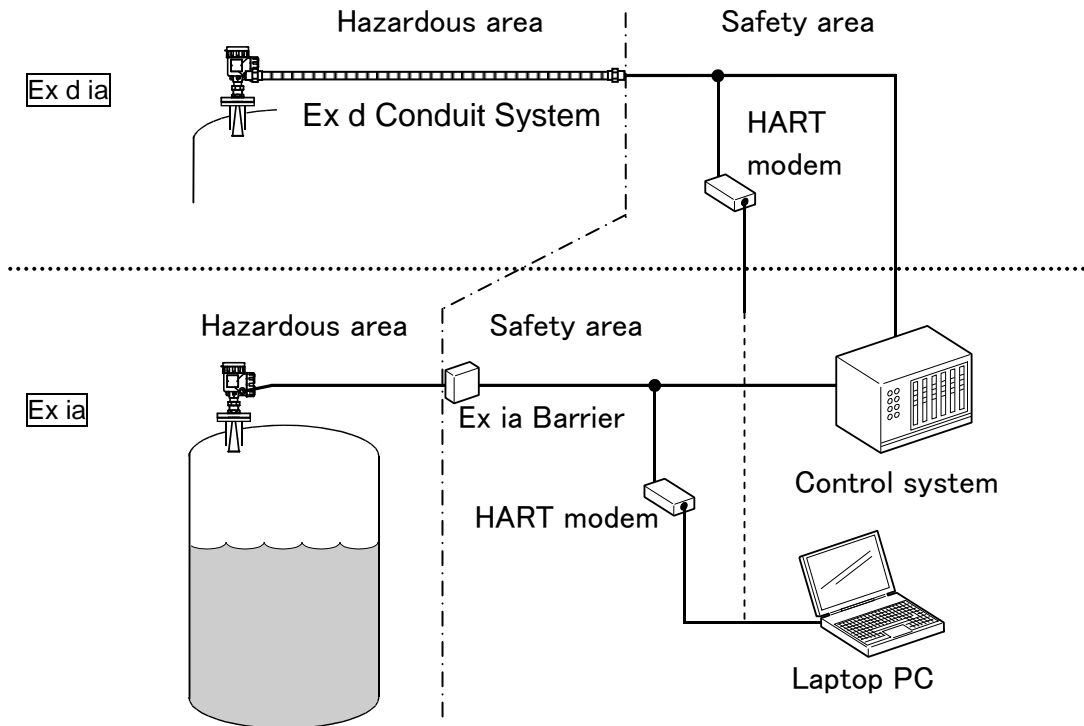 Hazardous area
Safety area
Ex d ia
Ex d Conduit System
HART
modem
Hazardous area
Safety area
Ex ia
Ex ia Barrier
Control system
HART modem
Laptop PC